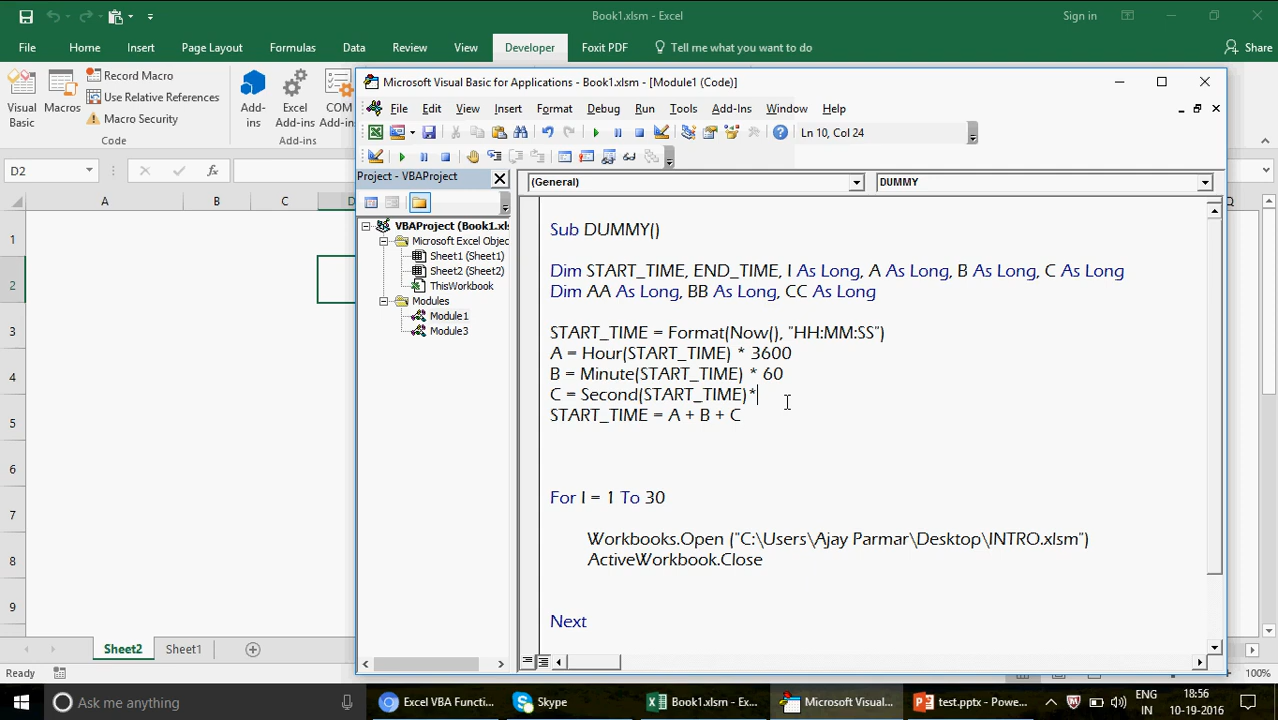 Book1.xlsm - Excel
Sign in
File Home Insert Page Layout Formulas Data Review View Developer Foxit PDF Tell me what you want to do Share
Visual Basic
Macros
Record Macro
Use Relative References
Macro Security
Code
Add-ins
Excel Add-ins
COM Add-ins
Add-ins
Microsoft Visual Basic for Applications - Book1.xlsm - [Module1 (Code)]
File Edit View Insert Format Debug Run Tools Add-Ins Window Help
Ln 10, Col 24
D2
fx
Project - VBAProject
VBAProject (Book1.xls
Microsoft Excel Objec
Sheet1 (Sheet1)
Sheet2 (Sheet2)
ThisWorkbook
Modules
Module1
Module3
(General)
DUMMY
A B C D Q
1
2
3
4
5
6
7
8
9
Sub DUMMY()
Dim START_TIME, END_TIME, I As Long, A As Long, B As Long, C As Long
Dim AA As Long, BB As Long, CC As Long
START_TIME = Format(Now(), "HH:MM:SS")
A = Hour(START_TIME) * 3600
B = Minute(START_TIME) * 60
C = Second(START_TIME)*
START_TIME = A + B + C
For I = 1 To 30
Workbooks.Open ("C:\Users\Ajay Parmar\Desktop\INTRO.xlsm")
ActiveWorkbook.Close
Next
Sheet2 Sheet1
Ready
100%
Ask me anything
Excel VBA Functi...
Skype
Book1.xlsm - Exc...
Microsoft Visual...
test.pptx - Powe...
ENG
IN
18:56
10-19-2016